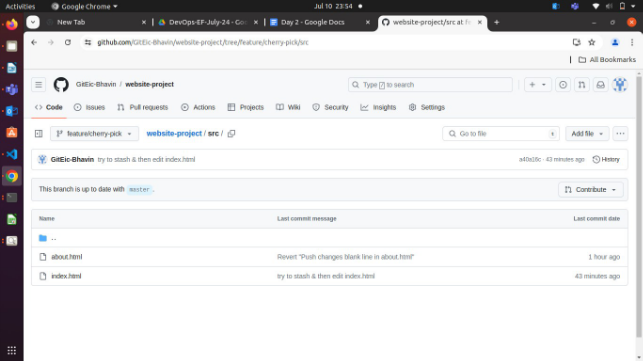 Activities Google Chrome Jul 10 23:54
New Tab DevOps-EF-July-24 - Goo Day 2 - Google Docs website-project/src at fe
github.com/GitEic-Bhavin/website-project/tree/feature/cherry-pick/src
All Bookmarks
GitEic-Bhavin / website-project Type / to search
Code Issues Pull requests Actions Projects Wiki Security Insights Settings
feature/cherry-pick website-project / src / Go to file t Add file
GitEic-Bhavin try to stash & then edit index.html a40a16c · 43 minutes ago History
This branch is up to date with master . Contribute
Name Last commit message Last commit date
..
about.html Revert "Push changes blank line in about.html" 1 hour ago
index.html try to stash & then edit index.html 43 minutes ago